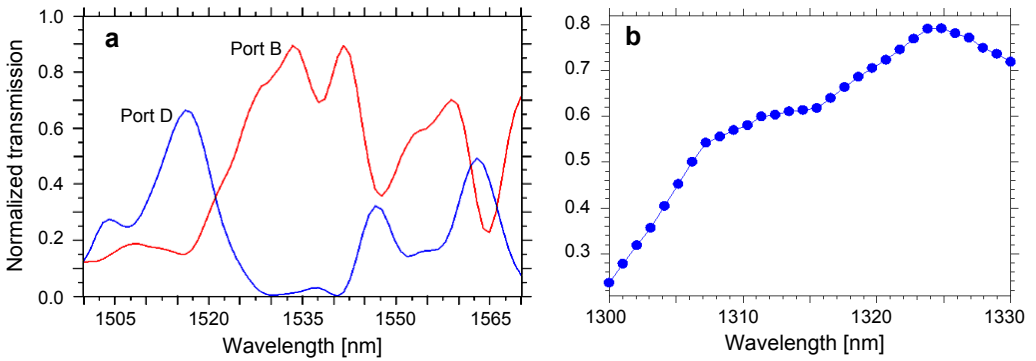 a
Port B
Port D
Normalized transmission
1.0
0.8
0.6
0.4
0.2
0.0
1505 1520 1535 1550 1565
Wavelength [nm]
b
0.8
0.7
0.6
0.5
0.4
0.3
1300 1310 1320 1330
Wavelength [nm]